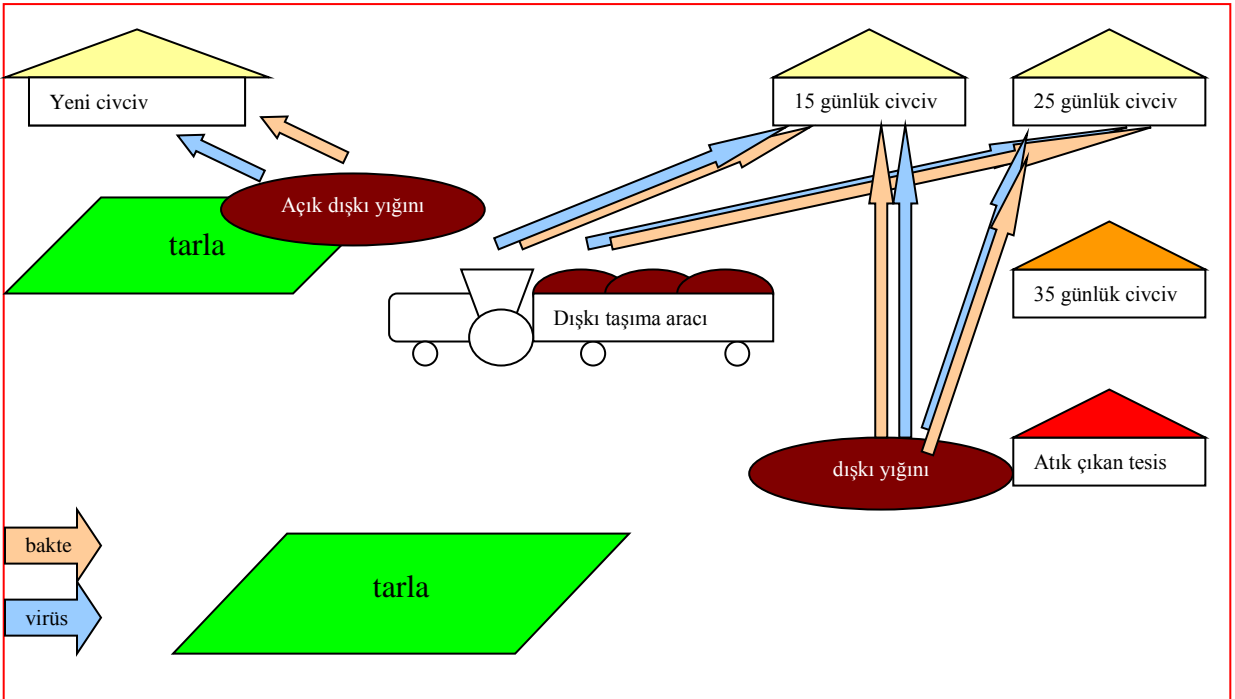 Yeni civciv
15 günlük civciv
25 günlük civciv
Açık dışkı yığını
tarla
35 günlük civciv
Dışkı taşıma aracı
dışkı yığını
Atık çıkan tesis
bakte
tarla
virüs